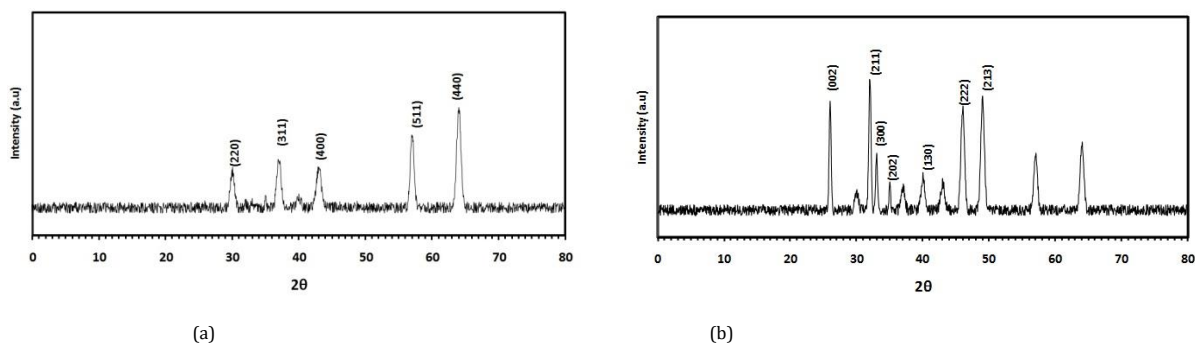 Intensity (a.u)
(220)
(311)
(400)
(511)
(440)
0 10 20 30 40 50 60 70 80
2θ
(a)
Intensity (a.u)
(002)
(211)
(300)
(202)
(130)
(222)
(213)
0 10 20 30 40 50 60 70 80
2θ
(b)